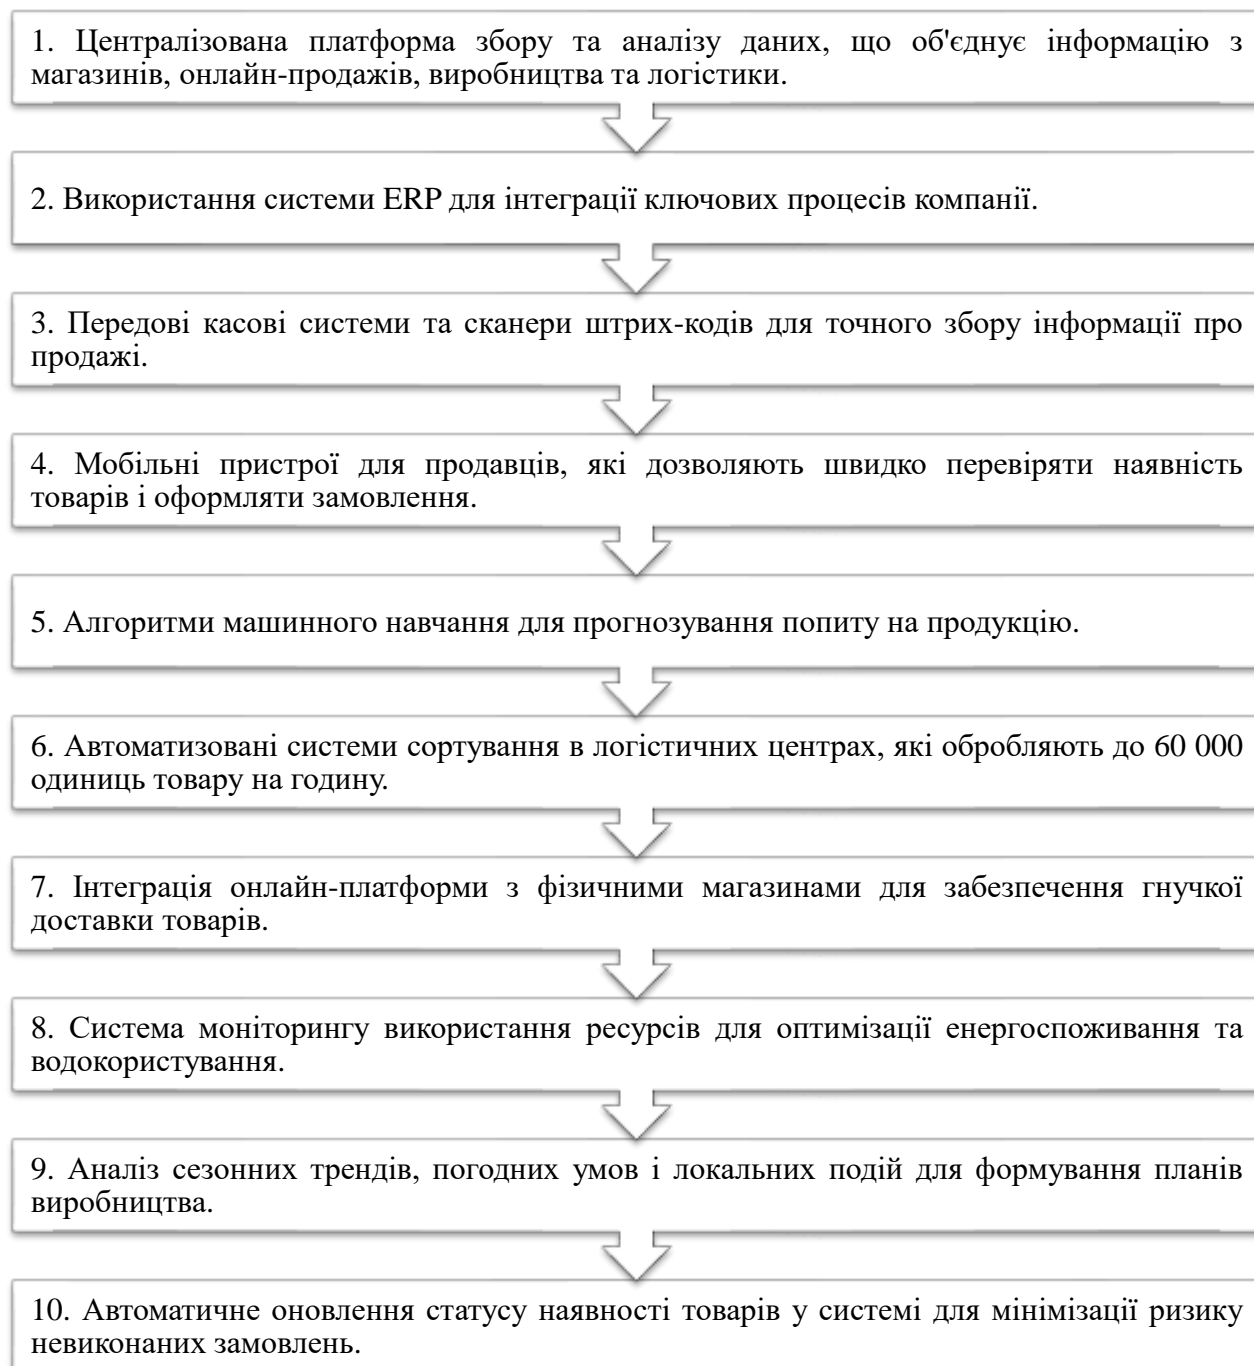 1. Централізована платформа збору та аналізу даних, що об'єднує інформацію з
магазинів, онлайн-продажів, виробництва та логістики.
2. Використання системи ERP для інтеграції ключових процесів компанії.
3. Передові касові системи та сканери штрих-кодів для точного збору інформації про
продажі.
4. Мобільні пристрої для продавців, які дозволяють швидко перевіряти наявність
товарів і оформляти замовлення.
5. Алгоритми машинного навчання для прогнозування попиту на продукцію.
6. Автоматизовані системи сортування в логістичних центрах, які обробляють до 60 000
одиниць товару на годину.
7. Інтеграція онлайн-платформи з фізичними магазинами для забезпечення гнучкої
доставки товарів.
8. Система моніторингу використання ресурсів для оптимізації енергоспоживання та
водокористування.
9. Аналіз сезонних трендів, погодних умов і локальних подій для формування планів
виробництва.
10. Автоматичне оновлення статусу наявності товарів у системі для мінімізації ризику
невиконаних замовлень.